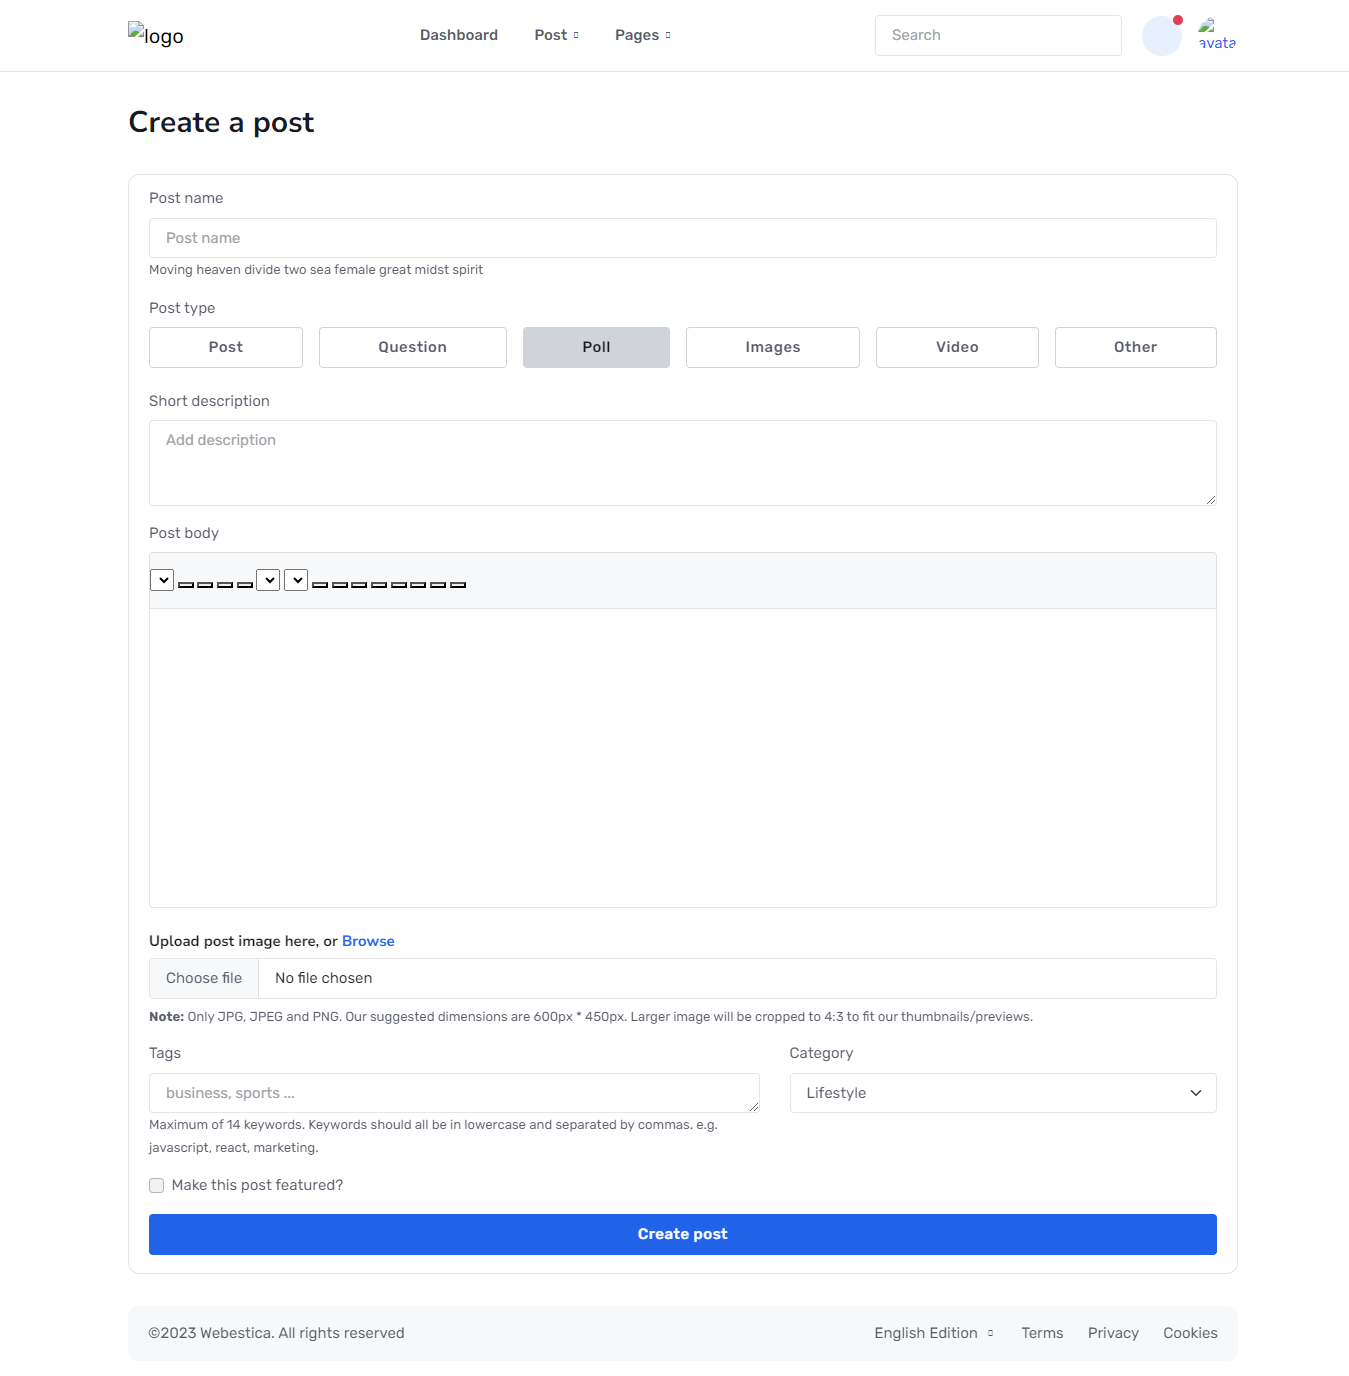 logo
Dashboard Post Pages Search
avata
Create a post
Post name
Post name
Moving heaven divide two sea female great midst spirit
Post type
Post Question Poll Images Video Other
Short description
Add description
Post body
Upload post image here, or Browse
Choose file No file chosen
Note: Only JPG, JPEG and PNG. Our suggested dimensions are 600px * 450px. Larger image will be cropped to 4:3 to fit our thumbnails/previews.
Tags
business, sports ...
Maximum of 14 keywords. Keywords should all be in lowercase and separated by commas. e.g.
javascript, react, marketing.
Category
Lifestyle
Make this post featured?
Create post
©2023 Webestica. All rights reserved
English Edition Terms Privacy Cookies